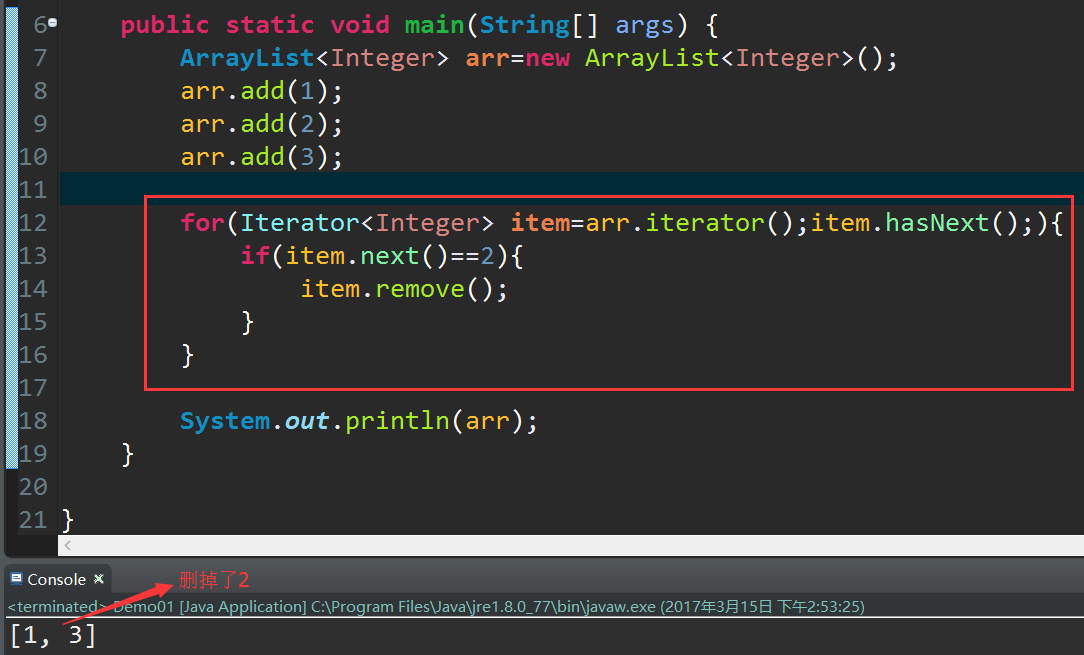 6 public static void main(String[] args) {
7 ArrayList<Integer> arr=new ArrayList<Integer>();
8 arr.add(1);
9 arr.add(2);
10 arr.add(3);
11
12 for(Iterator<Integer> item=arr.iterator();item.hasNext();){
13 if(item.next()==2){
14 item.remove();
15 }
16 }
17
18 System.out.println(arr);
19 }
20
21 }
Console
删掉了2
<terminated> Demo01 [Java Application] C:\Program Files\Java\jre1.8.0_77\bin\javaw.exe (2017年3月15日 下午2:53:25)
[1, 3]